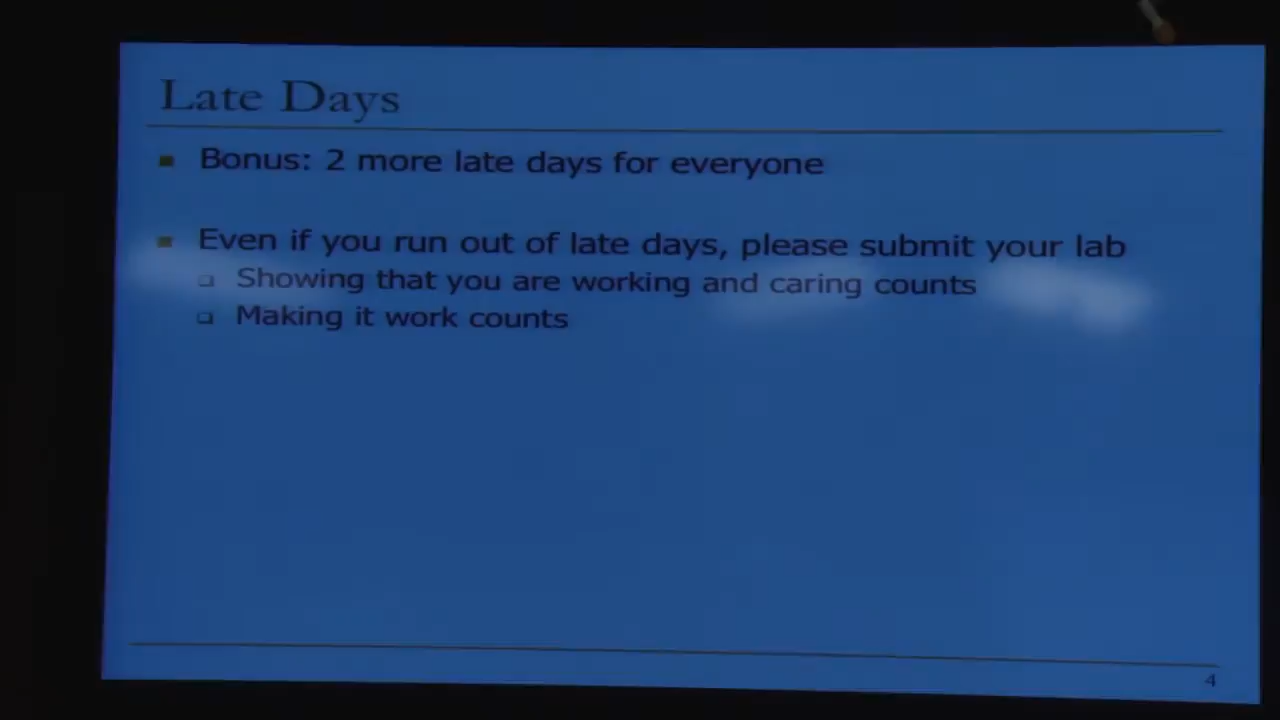 Late Days
Bonus: 2 more late days for everyone
Even if you run out of late days, please submit your lab
Showing that you are working and caring counts
Making it work counts
4